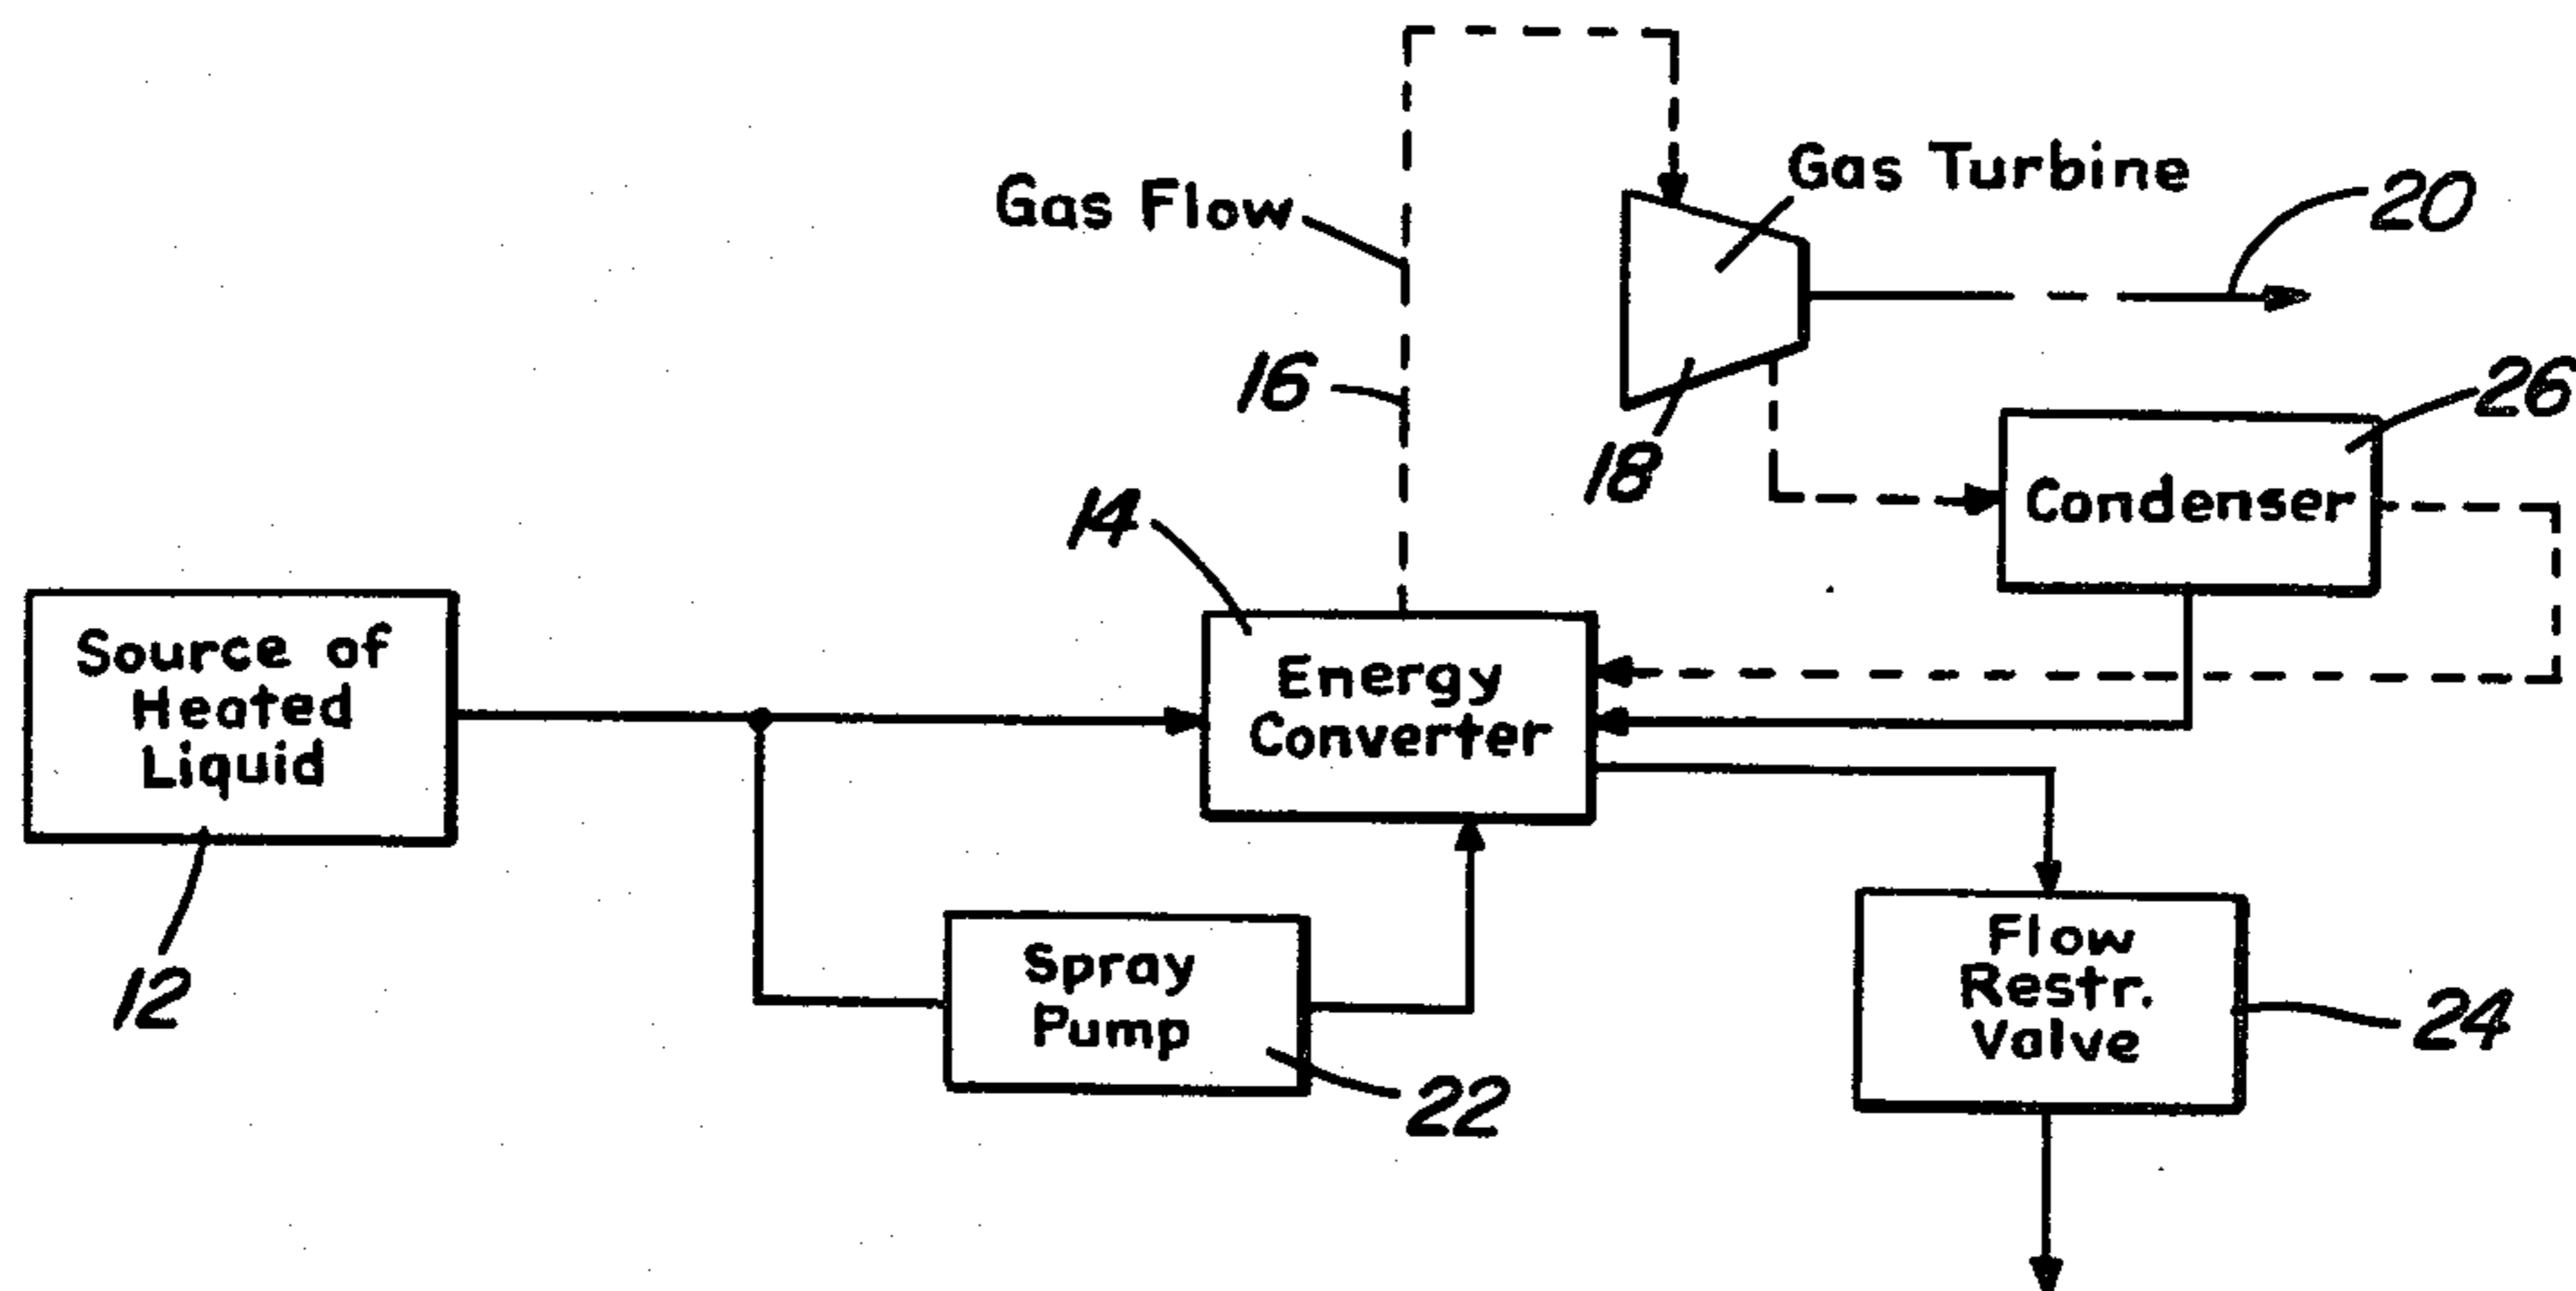 Gas Flow
Gas Turbine
20
16
18
26
Condenser
14
Source of
Heated
Liquid
12
Energy
Converter
Spray
Pump
22
Flow
Restr.
Valve
24